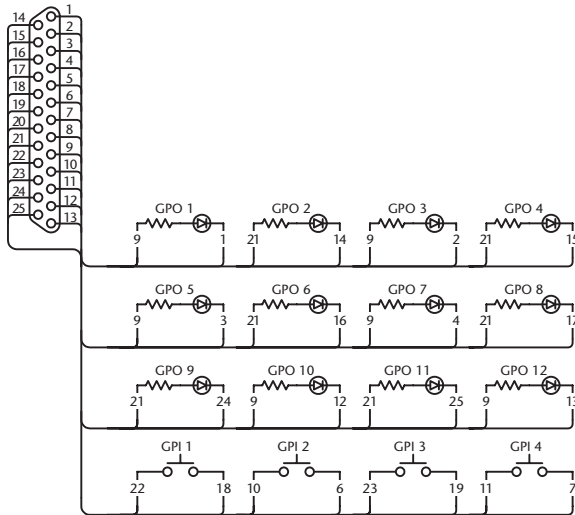 14 1
15 2
16 3
17 4
18 5
19 6
20 7
21 8
22 9
23 10
24 11
25 12
13
GPO 1 GPO 2 GPO 3 GPO 4
9 1 21 14 9 2 21 15
GPO 5 GPO 6 GPO 7 GPO 8
9 3 21 16 9 4 21 17
GPO 9 GPO 10 GPO 11 GPO 12
21 24 9 12 21 25 9 13
GPI 1 GPI 2 GPI 3 GPI 4
22 18 10 6 23 19 11 7